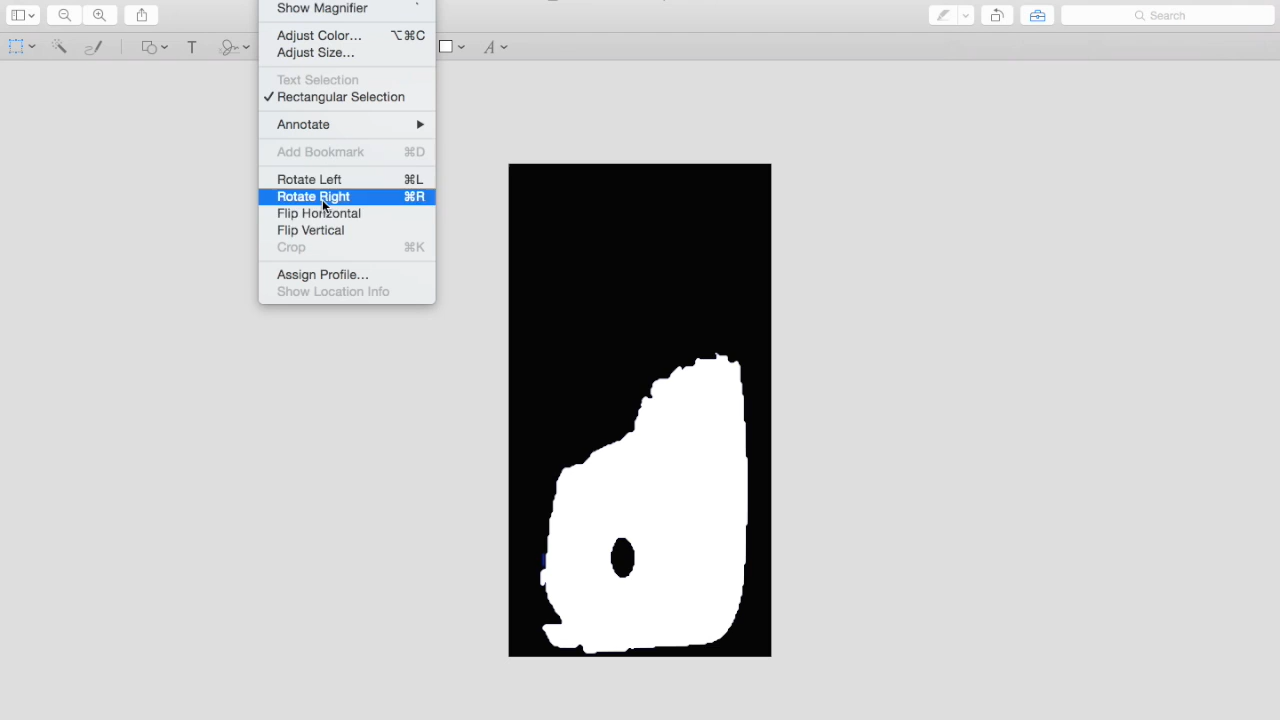 Show Magnifier `
Search
Adjust Color... ⌥⌘C
Adjust Size...
T
A
Text Selection
✓ Rectangular Selection
Annotate ▶
Add Bookmark ⌘D
Rotate Left ⌘L
Rotate Right ⌘R
Flip Horizontal
Flip Vertical
Crop ⌘K
Assign Profile...
Show Location Info